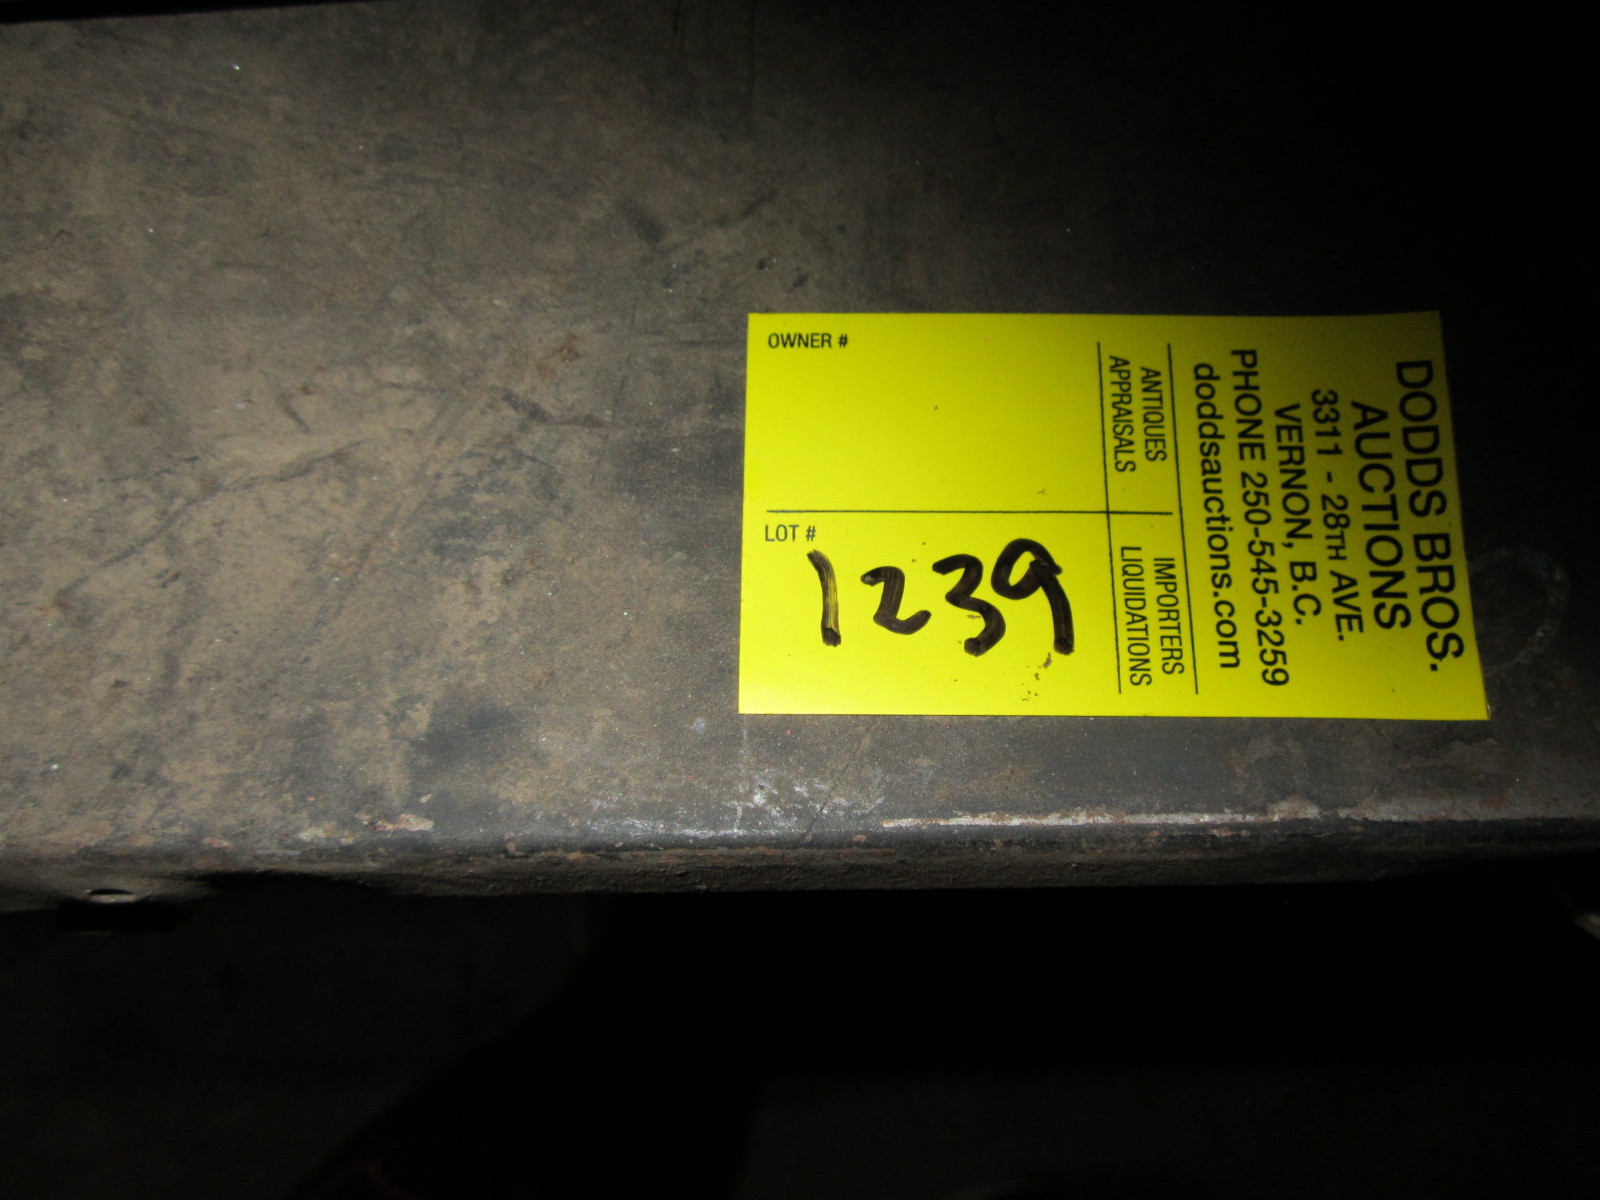 DODDS BROS.
AUCTIONS
3311 - 28TH AVE.
VERNON, B.C.
PHONE 250-545-3259
doddsauctions.com
ANTIQUES
APPRAISALS
IMPORTERS
LIQUIDATIONS
OWNER #
LOT #
1239